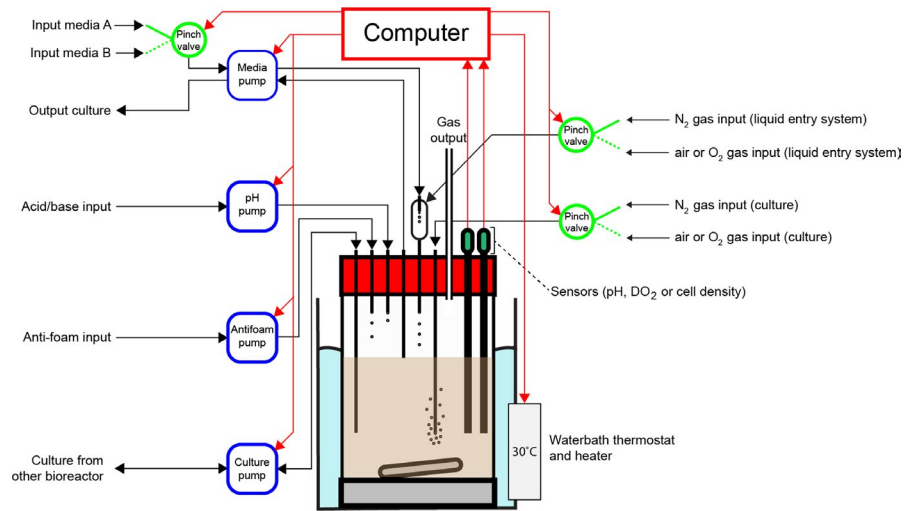 Input media A
Input media B
Pinch
valve
Media
pump
Output culture
Computer
Gas
output
Pinch
valve
N₂ gas input (liquid entry system)
air or O₂ gas input (liquid entry system)
Acid/base input
pH
pump
Pinch
valve
N₂ gas input (culture)
air or O₂ gas input (culture)
Sensors (pH, DO₂ or cell density)
Anti-foam input
Antifoam
pump
Culture from
other bioreactor
Culture
pump
30˚C
Waterbath thermostat
and heater